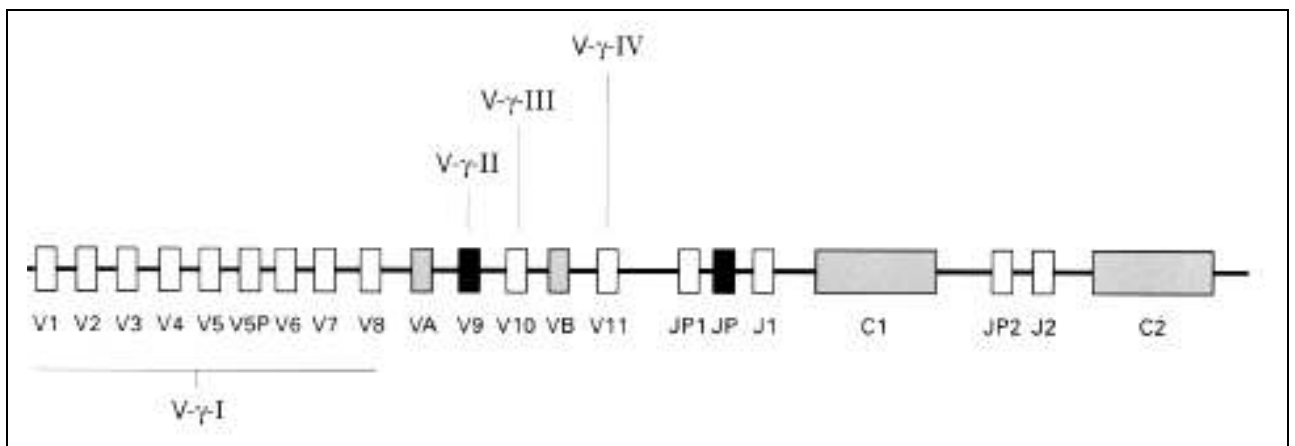 V-γ-IV
V-γ-III
V-γ-II
V1 V2 V3 V4 V5 V5P V6 V7 V8 VA V9 V10 VB V11 JP1 JP J1 C1 JP2 J2 C2
V-γ-I